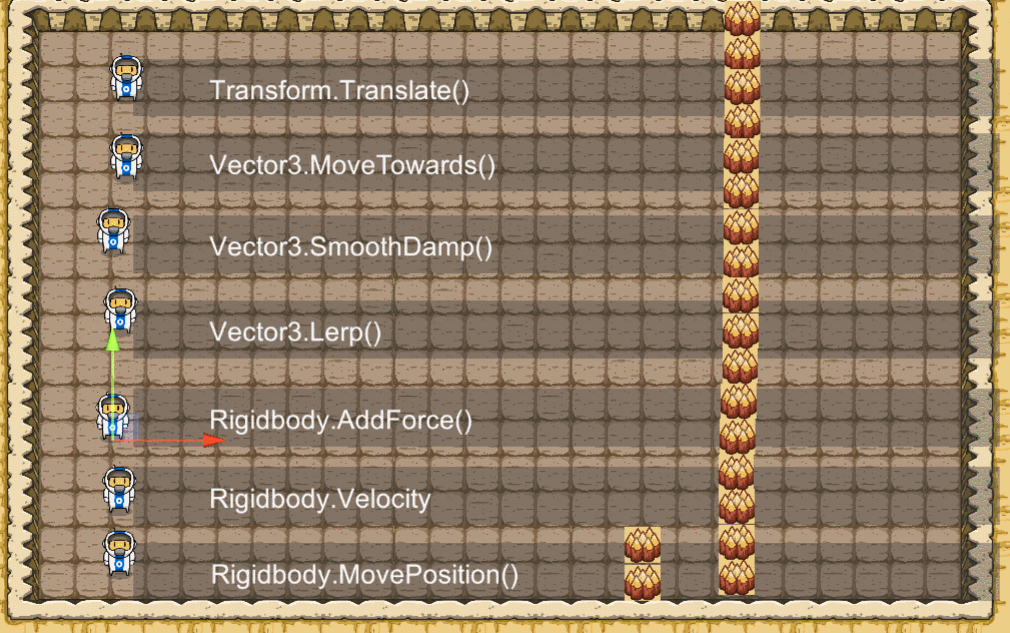 Transform.Translate()
Vector3.MoveTowards()
Vector3.SmoothDamp()
Vector3.Lerp()
Rigidbody.AddForce()
Rigidbody.Velocity
Rigidbody.MovePosition()